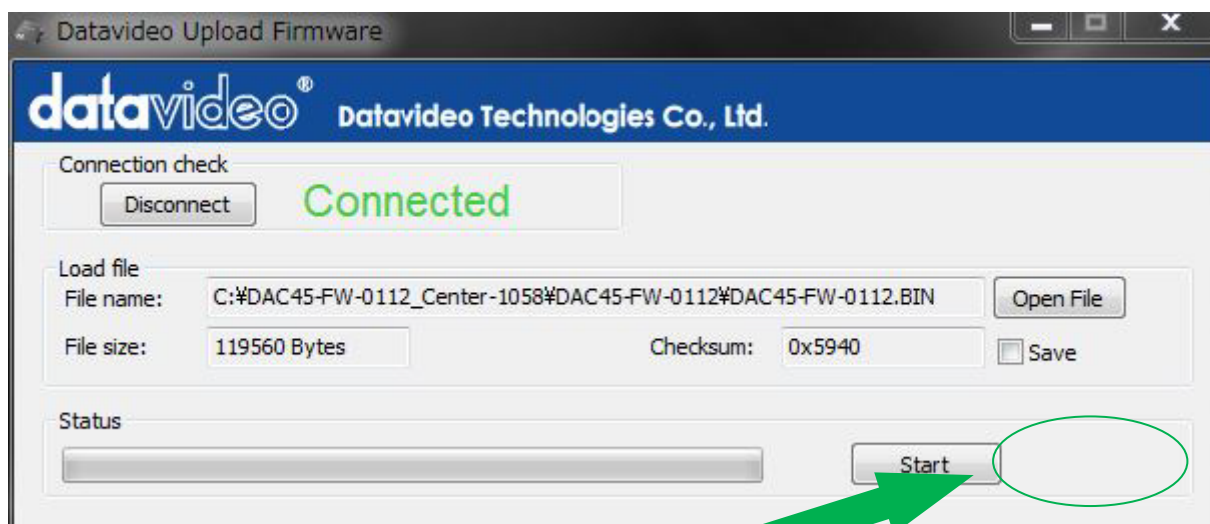 Datavideo Upload Firmware
datavideo® Datavideo Technologies Co., Ltd.
Connection check
Disconnect Connected
Load file
File name: C:¥DAC45-FW-0112_Center-1058¥DAC45-FW-0112¥DAC45-FW-0112.BIN Open File
File size: 119560 Bytes Checksum: 0x5940 Save
Status
Start